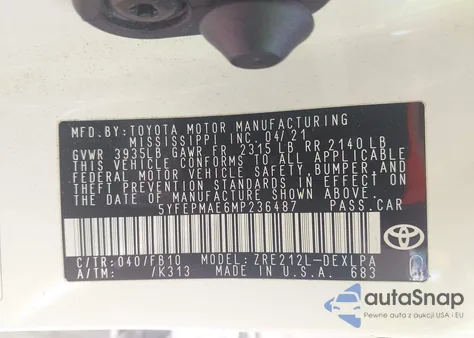 MFD.BY:TOYOTA MOTOR MANUFACTURING
MISSISSIPPI INC. 04/21
GVWR 3935LB GAWR FR 2315 LB RR 2140 LB
THIS VEHICLE CONFORMS TO ALL APPLICABLE
FEDERAL MOTOR VEHICLE SAFETY AND
THEFT PREVENTION STANDARDS IN EFFECT
ON THE DATE OF MANUFACTURE SHOWN ABOVE.
5YFEPMAE6MP236487 PASS.CAR
C/TR: 040/FB10 MODEL: ZRE212L-DEXLPA
A/TM: /K313 MADE IN U.S.A. 683
TOYOTA
autoSnap
Pewne auta z aukcji USA i EU